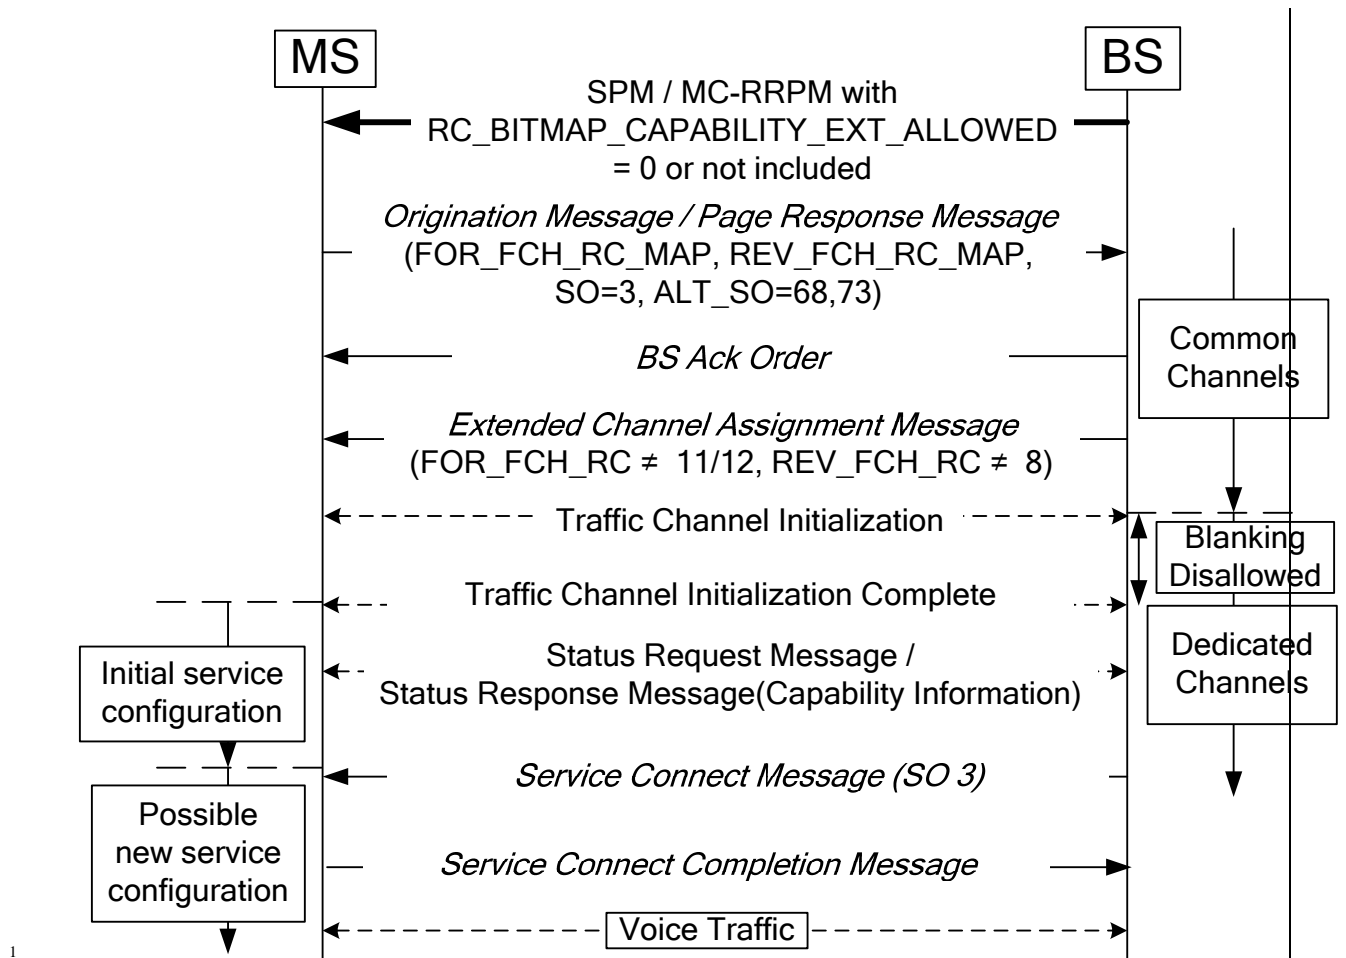 MS
BS
SPM / MC-RRPM with
RC_BITMAP_CAPABILITY_EXT_ALLOWED
= 0 or not included
Origination Message / Page Response Message
(FOR_FCH_RC_MAP, REV_FCH_RC_MAP,
SO=3, ALT_SO=68,73)
Common
Channels
BS Ack Order
Extended Channel Assignment Message
(FOR_FCH_RC ≠ 11/12, REV_FCH_RC ≠ 8)
Traffic Channel Initialization
Blanking
Disallowed
Traffic Channel Initialization Complete
Dedicated
Channels
Status Request Message /
Status Response Message(Capability Information)
Initial service
configuration
Service Connect Message (SO 3)
Possible
new service
configuration
Service Connect Completion Message
Voice Traffic
1